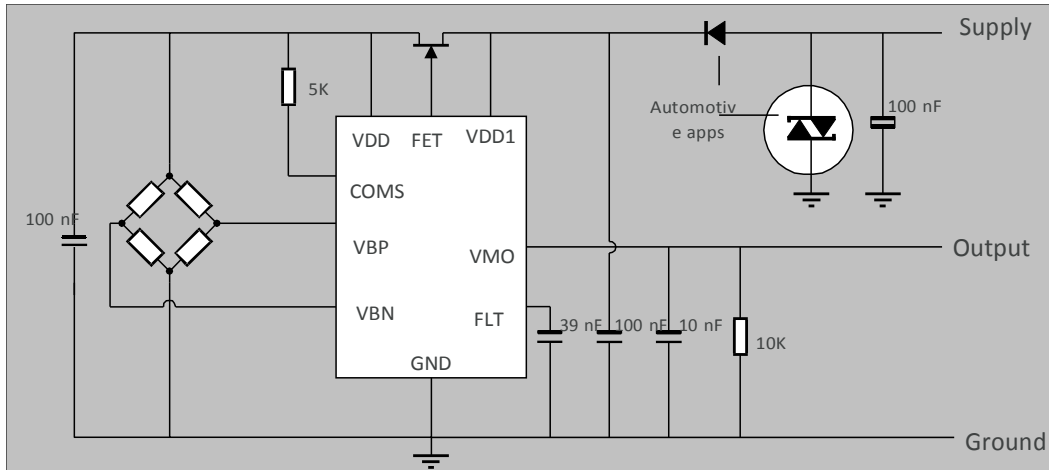 Supply
5K
Automotiv
e apps
100 nF
VDD
FET
VDD1
COMS
100 nF
VBP
VMO
Output
VBN
FLT
39 nF
100 nF
10 nF
10K
GND
Ground